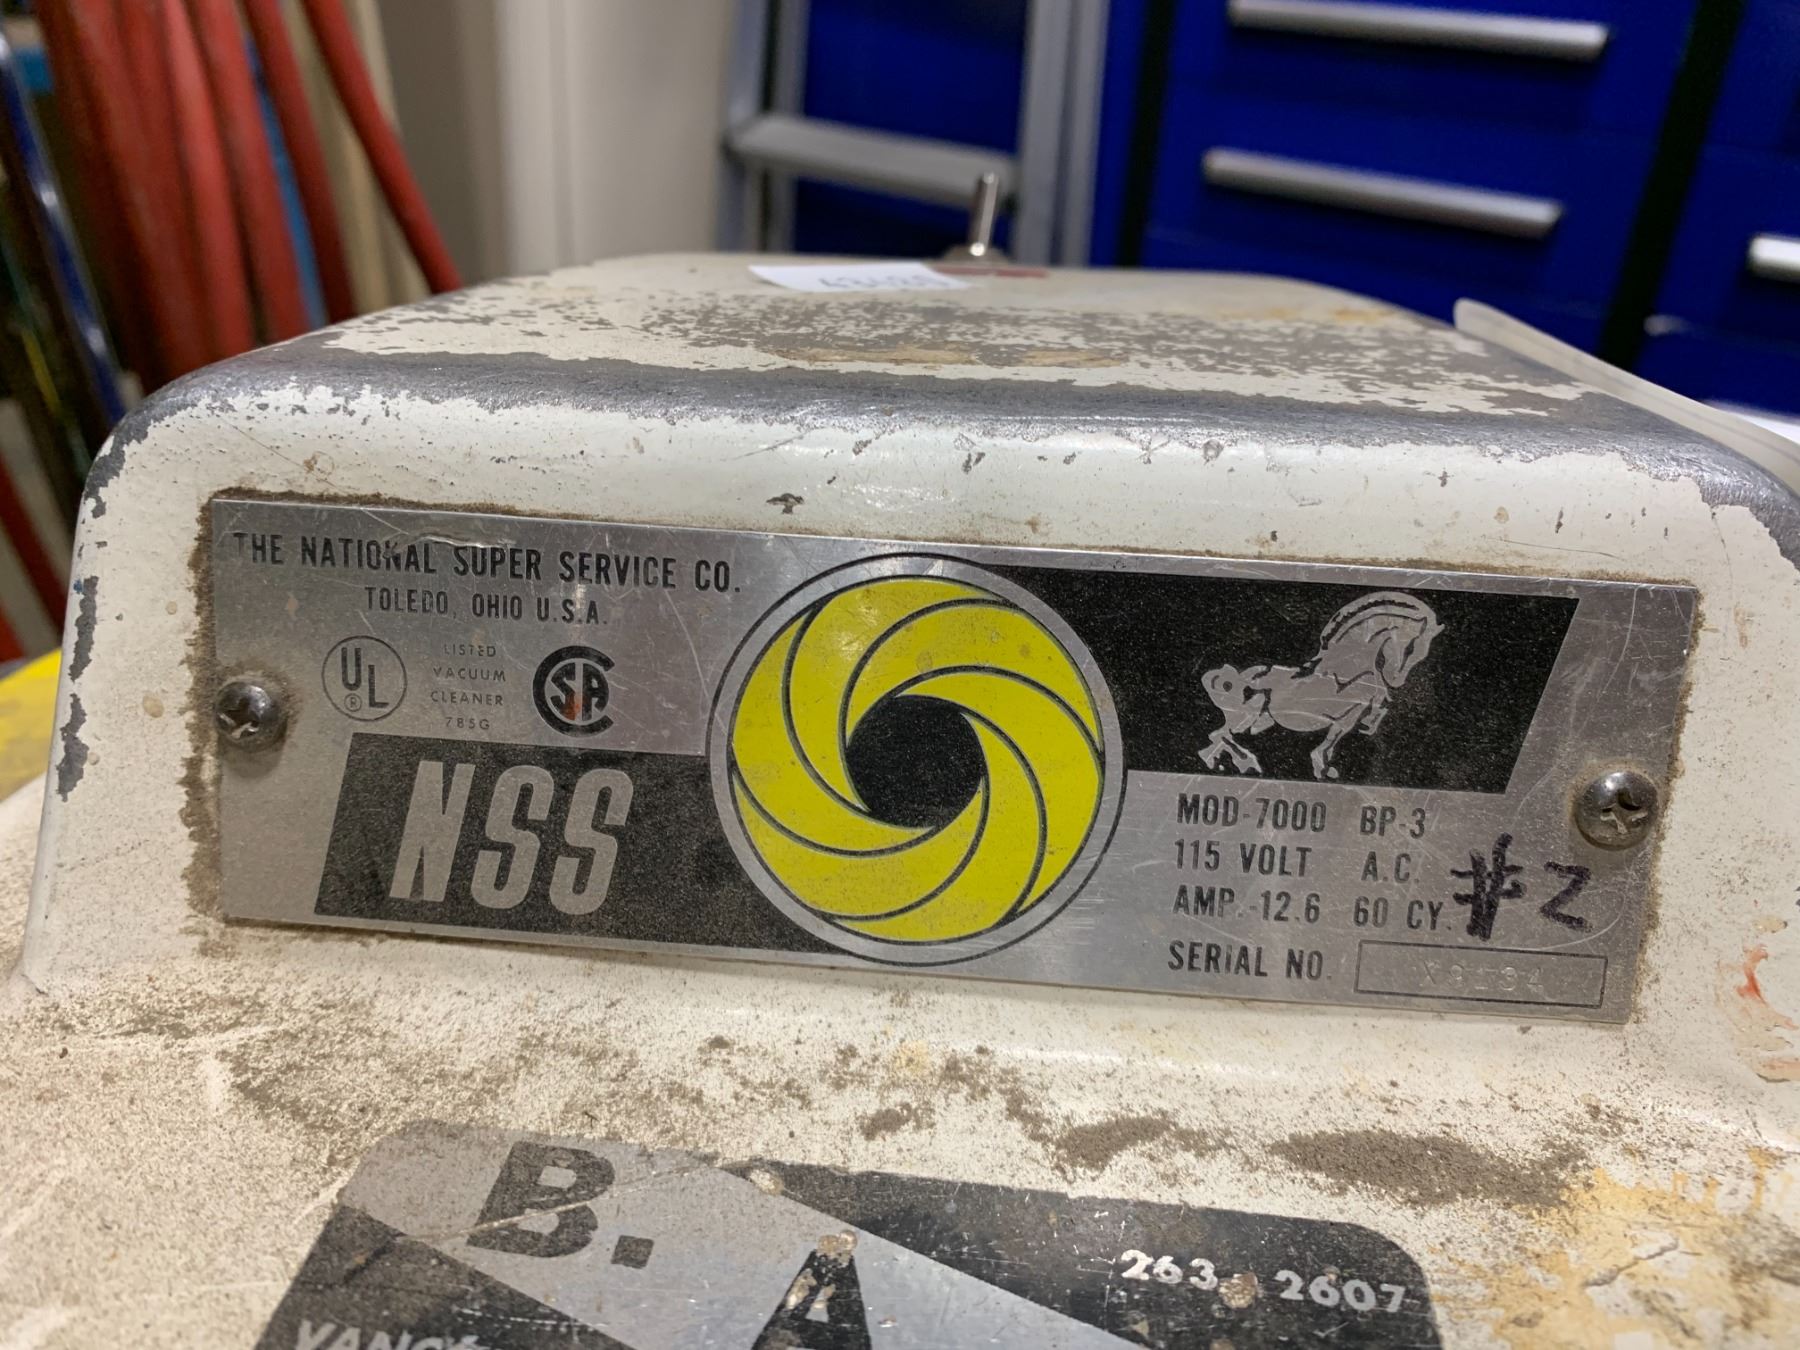 THE NATIONAL SUPER SERVICE CO.
TOLEDO, OHIO U.S.A.
UL
®
LISTED
VACUUM
CLEANER
785G
CSA
NSS
MOD-7000 BP-3
115 VOLT A.C.
AMP.-12.6 60 CY.
#2
SERIAL NO.
B.
A
263-2607